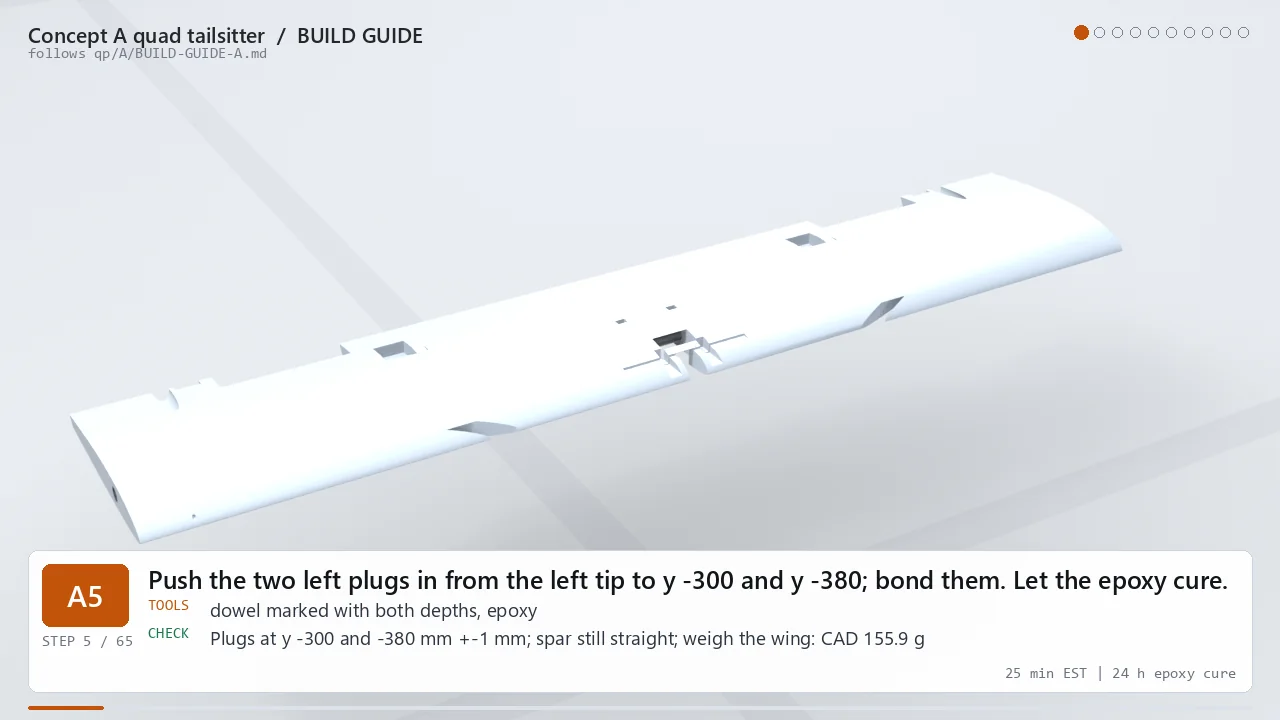 Concept A quad tailsitter / BUILD GUIDE
follows qp/A/BUILD-GUIDE-A.md
A5
STEP 5 / 65
Push the two left plugs in from the left tip to y -300 and y -380; bond them. Let the epoxy cure.
TOOLS dowel marked with both depths, epoxy
CHECK Plugs at y -300 and -380 mm +-1 mm; spar still straight; weigh the wing: CAD 155.9 g
25 min EST | 24 h epoxy cure